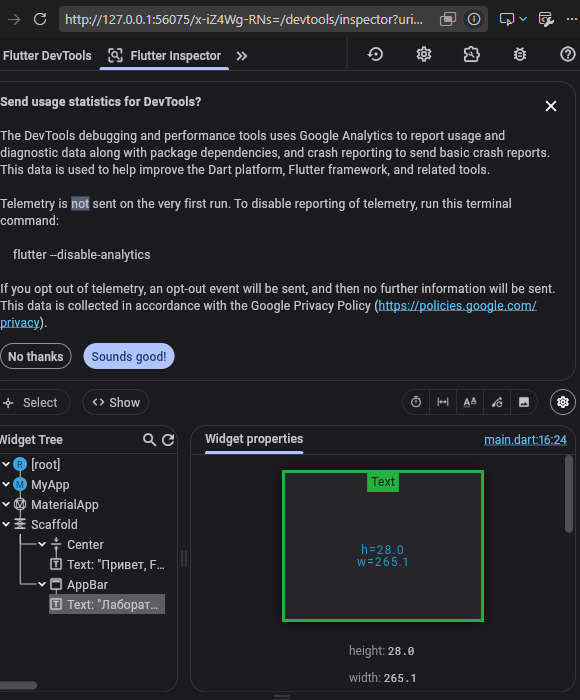 http://127.0.0.1:56075/x-iZ4Wg-RNs=/devtools/inspector?uri...
Flutter DevTools
Flutter Inspector
Send usage statistics for DevTools?
The DevTools debugging and performance tools uses Google Analytics to report usage and
diagnostic data along with package dependencies, and crash reporting to send basic crash reports.
This data is used to help improve the Dart platform, Flutter framework, and related tools.
Telemetry is not sent on the very first run. To disable reporting of telemetry, run this terminal
command:
flutter --disable-analytics
If you opt out of telemetry, an opt-out event will be sent, and then no further information will be sent.
This data is collected in accordance with the Google Privacy Policy (https://policies.google.com/
privacy).
No thanks
Sounds good!
Select
Show
Widget Tree
[root]
MyApp
MaterialApp
Scaffold
Center
Text: "Привет, F...
AppBar
Text: "Лаборат...
Widget properties
main.dart:16:24
Text
h=28.0
w=265.1
height: 28.0
width: 265.1